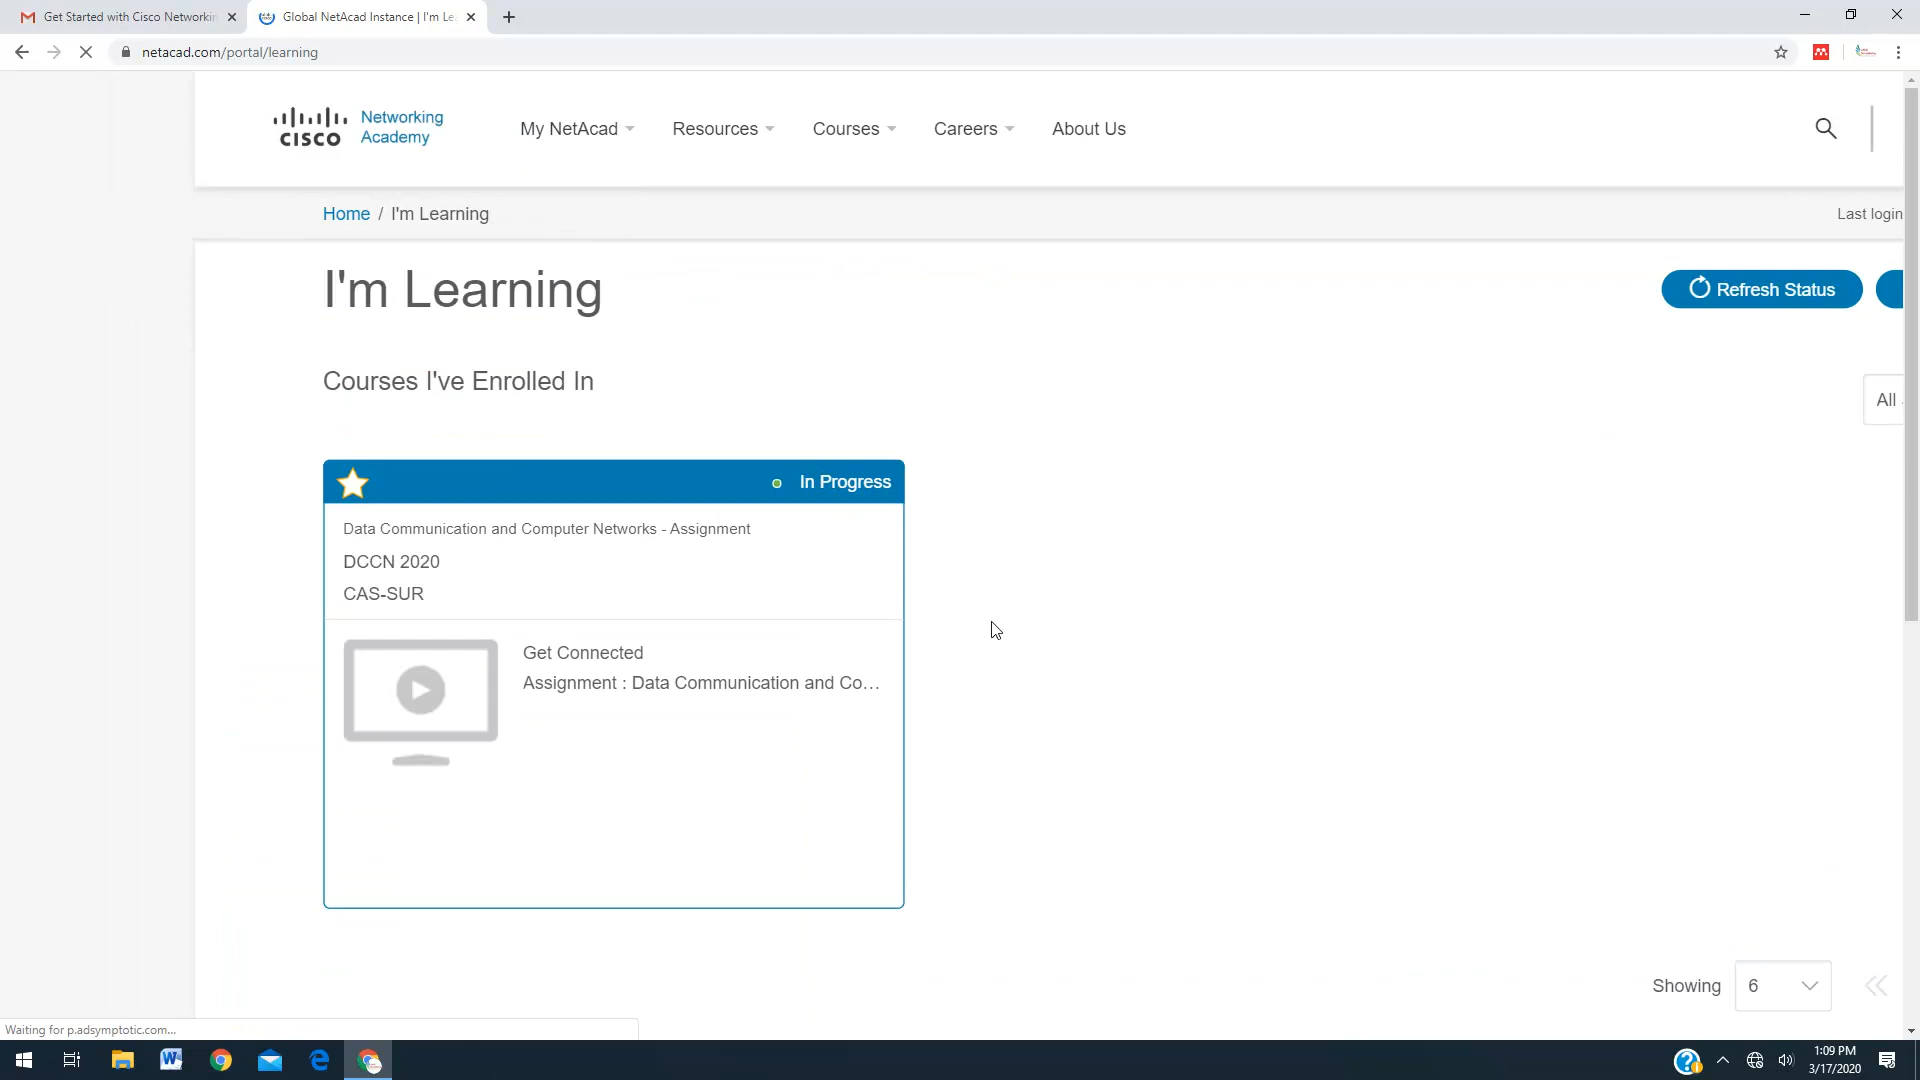 Get Started with Cisco Networkin
Global NetAcad Instance | I'm Le
netacad.com/portal/learning
CISCO
Networking
Academy
My NetAcad
Resources
Courses
Careers
About Us
Home / I'm Learning
Last login
I'm Learning
Refresh Status
Courses I've Enrolled In
All
In Progress
Data Communication and Computer Networks - Assignment
DCCN 2020
CAS-SUR
Get Connected
Assignment : Data Communication and Co...
Showing
6
Waiting for p.adsymptotic.com...
1:09 PM
3/17/2020